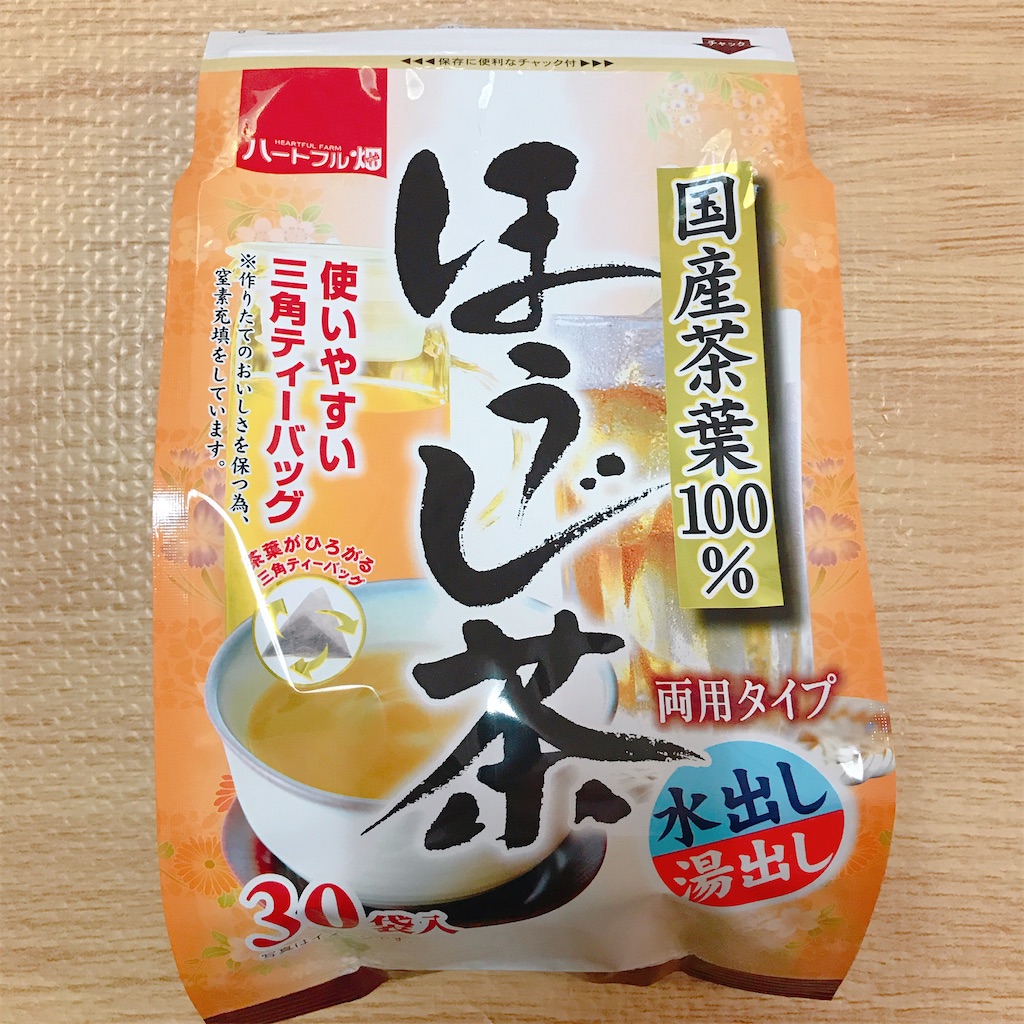 チャック
◀◀◀保存に便利なチャック付▶▶▶
HEARTFUL FARM
ハートフル畑
国産茶葉100%
ほうじ茶
使いやすい
三角ティーバッグ
※作りたてのおいしさを保つ為、
窒素充填をしています。
茶葉がひろがる
三角ティーバッグ
両用タイプ
水出し
湯出し
30袋入
写真は